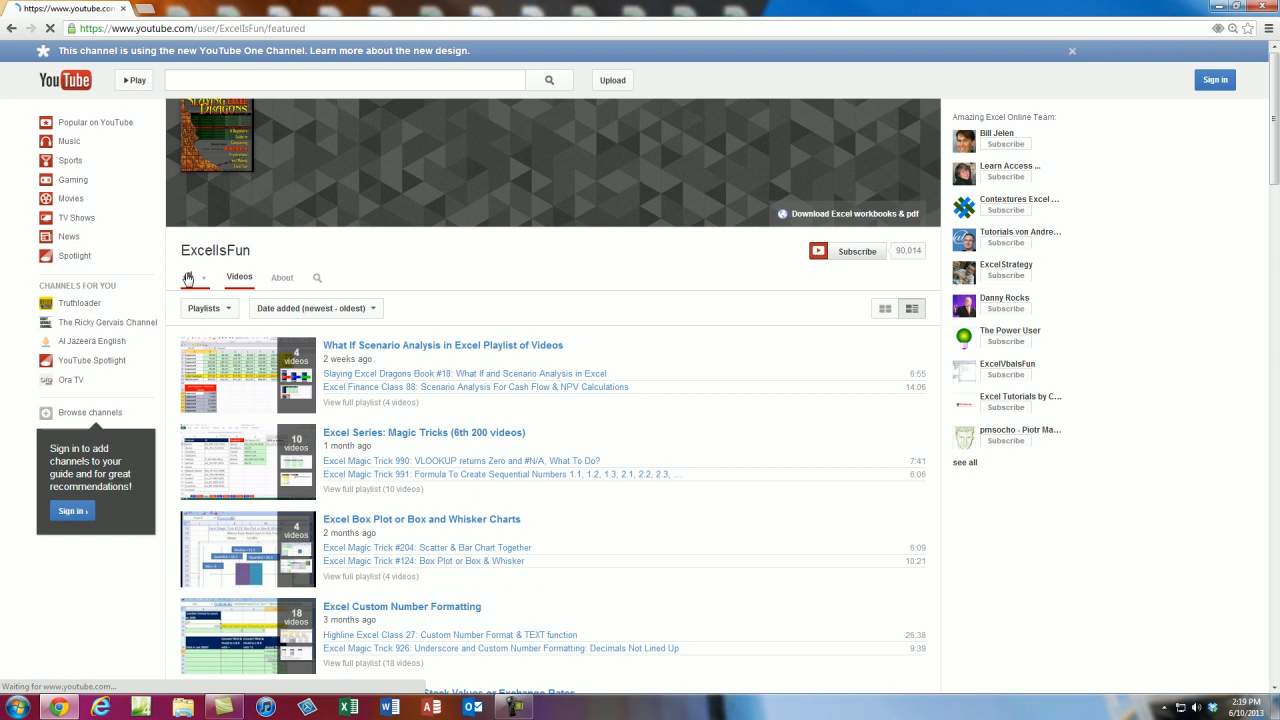 https://www.youtube.con
https://www.youtube.com/user/ExcelIsFun/featured
This channel is using the new YouTube One Channel. Learn more about the new design.
YouTube
Play
Upload
Sign in
Popular on YouTube
Music
Sports
Gaming
Movies
TV Shows
News
Spotlight
CHANNELS FOR YOU
Truthloader
The Ricky Gervais Channel
Al Jazeera English
YouTube Spotlight
Ora TV
Browse channels
Sign in to add
channels to your
guide and for great
recommendations!
Sign in ›
SLAYING EXCEL
DRAGONS
Download Excel workbooks & pdf
ExcelIsFun
Subscribe
90,014
Videos
About
Playlists
Date added (newest - oldest)
4
videos
What If Scenario Analysis in Excel Playlist of Videos
2 weeks ago
Slaying Excel Dragons Ebook #18: What If and Scenario Analysis in Excel
6:55
Excel Finance Class 88: Scenario Analysis For Cash Flow & NPV Calculations
14:06
View full playlist (4 videos)
10
videos
Excel Series: Magic Tricks (6th 200 videos)
1 month ago
Excel Magic Trick 990: VLOOKUP returns Zero and #N/A, What To Do?
7:41
Excel Magic Trick 991: Formula To Create Sequential Numbers 1.1, 1.2, 1.3, 2.1, 2.2, 2.3, ...
6:06
View full playlist (10 videos)
4
videos
Excel Box Plot or Box and Whisker Charts
2 months ago
Excel Magic Trick #204: Scatter & Bar Chart Together
6:09
Excel Magic Trick #124: Box Plot or Box & Whisker
10:21
View full playlist (4 videos)
18
videos
Excel Custom Number Formatting
3 months ago
Highline Excel Class 27: Custom Number Format & TEXT function
26:38
Excel Magic Trick 926: Underscore and Custom Number Formatting: Decimals Not Lined Up
9:39
View full playlist (18 videos)
Stock Values or Exchange Rates
Amazing Excel Online Team:
Bill Jelen
Subscribe
Learn Access ...
Subscribe
Contextures Excel ...
Subscribe
Tutorials von Andre...
Subscribe
ExcelStrategy
Subscribe
Danny Rocks
Subscribe
The Power User
Subscribe
ExcelVbaIsFun
Subscribe
Excel Tutorials by C...
Subscribe
pmsocho - Piotr Ma...
Subscribe
see all
Waiting for www.youtube.com...
2:19 PM
6/10/2013